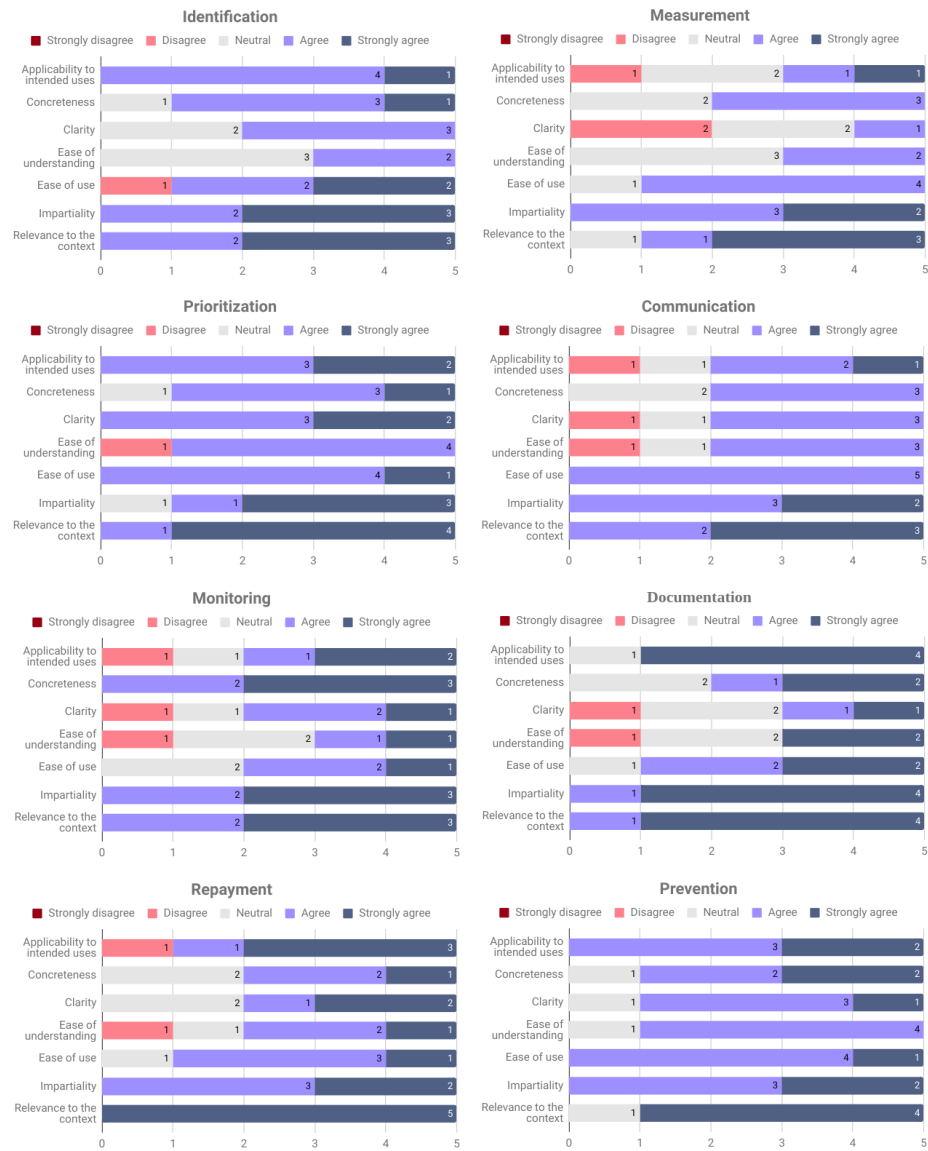 Identification
Strongly disagree Disagree Neutral Agree Strongly agree
Applicability to
intended uses 4 1
Concreteness 1 3 1
Clarity 2 3
Ease of
understanding 3 2
Ease of use 1 2 2
Impartiality 2 3
Relevance to the
context 2 3
0 1 2 3 4 5
Measurement
Strongly disagree Disagree Neutral Agree Strongly agree
Applicability to
intended uses 1 2 1 1
Concreteness 2 3
Clarity 2 2 1
Ease of
understanding 3 2
Ease of use 1 4
Impartiality 3 2
Relevance to the
context 1 1 3
0 1 2 3 4 5
Prioritization
Strongly disagree Disagree Neutral Agree Strongly agree
Applicability to
intended uses 3 2
Concreteness 1 3 1
Clarity 3 2
Ease of
understanding 1 4
Ease of use 4 1
Impartiality 1 1 3
Relevance to the
context 1 4
0 1 2 3 4 5
Communication
Strongly disagree Disagree Neutral Agree Strongly agree
Applicability to
intended uses 1 1 2 1
Concreteness 2 3
Clarity 1 1 3
Ease of
understanding 1 1 3
Ease of use 5
Impartiality 3 2
Relevance to the
context 2 3
0 1 2 3 4 5
Monitoring
Strongly disagree Disagree Neutral Agree Strongly agree
Applicability to
intended uses 1 1 1 2
Concreteness 2 3
Clarity 1 1 2 1
Ease of
understanding 1 2 1 1
Ease of use 2 2 1
Impartiality 2 3
Relevance to the
context 2 3
0 1 2 3 4 5
Documentation
Strongly disagree Disagree Neutral Agree Strongly agree
Applicability to
intended uses 1 4
Concreteness 2 1 2
Clarity 1 2 1 1
Ease of
understanding 1 2 2
Ease of use 1 2 2
Impartiality 1 4
Relevance to the
context 1 4
0 1 2 3 4 5
Repayment
Strongly disagree Disagree Neutral Agree Strongly agree
Applicability to
intended uses 1 1 3
Concreteness 2 2 1
Clarity 2 1 2
Ease of
understanding 1 1 2 1
Ease of use 1 3 1
Impartiality 3 2
Relevance to the
context 5
0 1 2 3 4 5
Prevention
Strongly disagree Disagree Neutral Agree Strongly agree
Applicability to
intended uses 3 2
Concreteness 1 2 2
Clarity 1 3 1
Ease of
understanding 1 4
Ease of use 4 1
Impartiality 3 2
Relevance to the
context 1 4
0 1 2 3 4 5